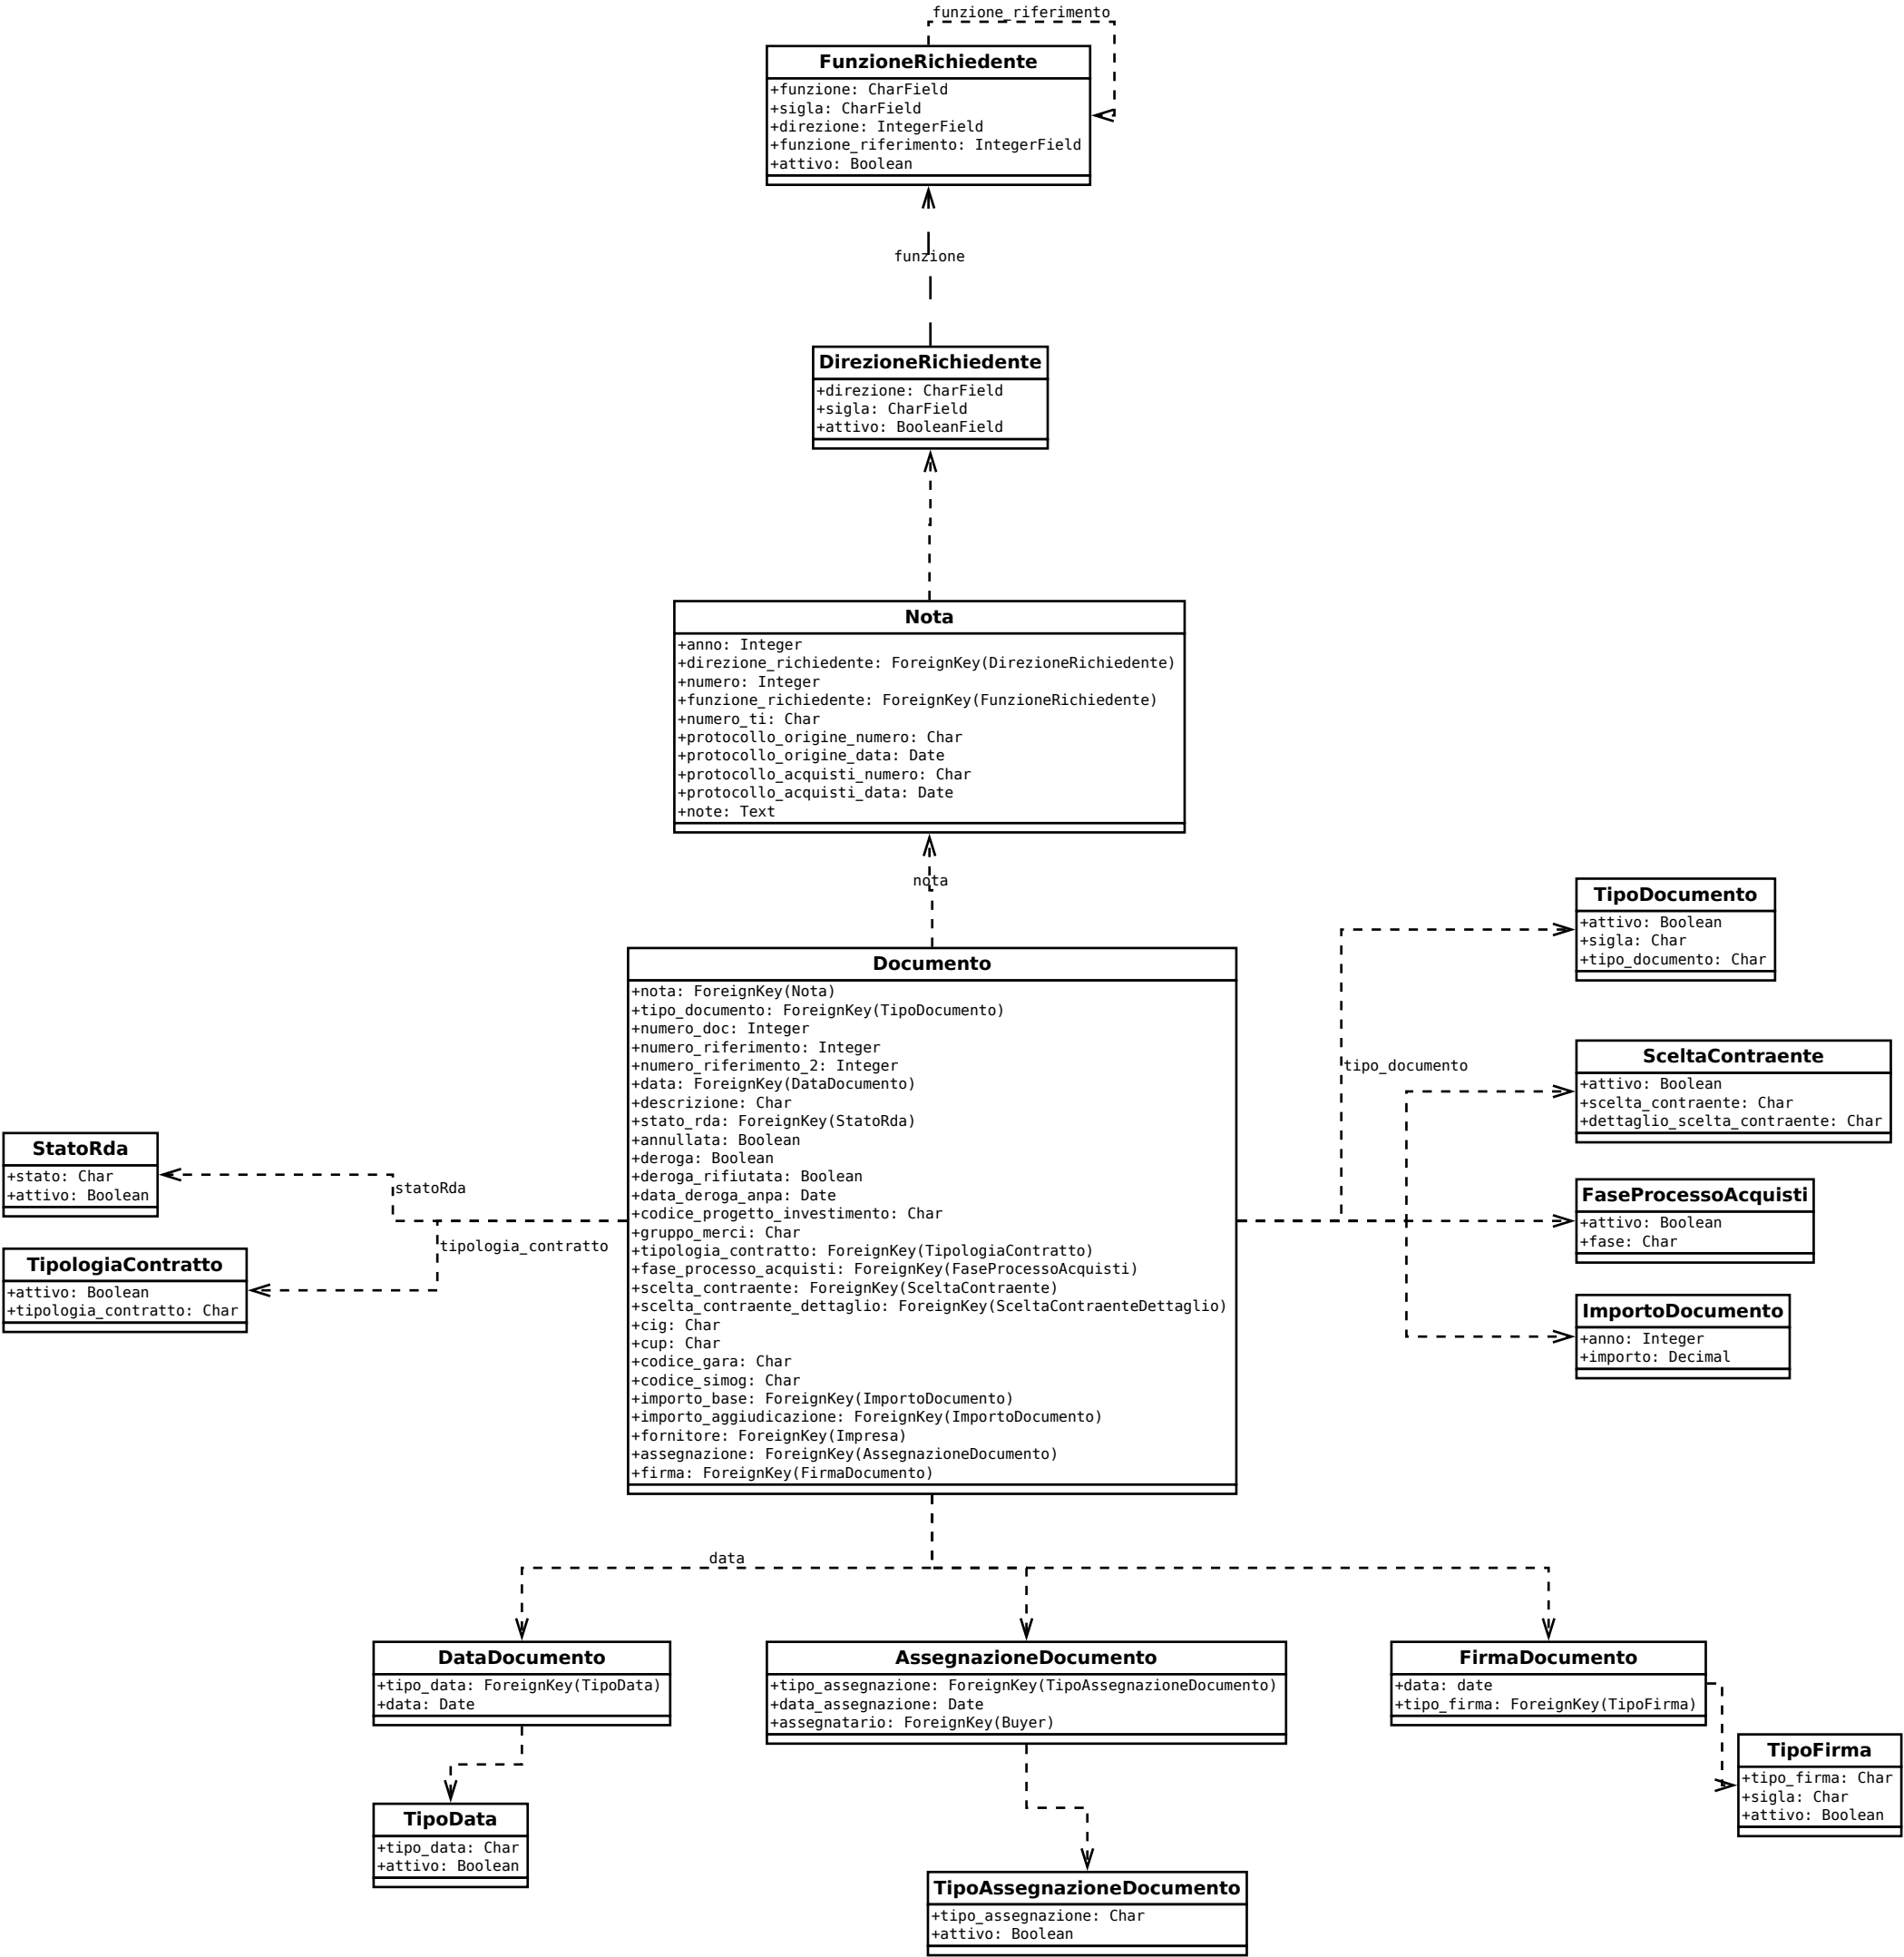 funzione_riferimento
FunzioneRichiedente
+funzione: CharField
+sigla: CharField
+direzione: IntegerField
+funzione_riferimento: IntegerField
+attivo: Boolean
funzione
DirezioneRichiedente
+direzione: CharField
+sigla: CharField
+attivo: BooleanField
Nota
+anno: Integer
+direzione_richiedente: ForeignKey(DirezioneRichiedente)
+numero: Integer
+funzione_richiedente: ForeignKey(FunzioneRichiedente)
+numero_ti: Char
+protocollo_origine_numero: Char
+protocollo_origine_data: Date
+protocollo_acquisti_numero: Char
+protocollo_acquisti_data: Date
+note: Text
nota
Documento
+nota: ForeignKey(Nota)
+tipo_documento: ForeignKey(TipoDocumento)
+numero_doc: Integer
+numero_riferimento: Integer
+numero_riferimento_2: Integer
+data: ForeignKey(DataDocumento)
+descrizione: Char
+stato_rda: ForeignKey(StatoRda)
+annullata: Boolean
+deroga: Boolean
+deroga_rifiutata: Boolean
+data_deroga_anpa: Date
+codice_progetto_investimento: Char
+gruppo_merci: Char
+tipologia_contratto: ForeignKey(TipologiaContratto)
+fase_processo_acquisti: ForeignKey(FaseProcessoAcquisti)
+scelta_contraente: ForeignKey(SceltaContraente)
+scelta_contraente_dettaglio: ForeignKey(SceltaContraenteDettaglio)
+cig: Char
+cup: Char
+codice_gara: Char
+codice_simog: Char
+importo_base: ForeignKey(ImportoDocumento)
+importo_aggiudicazione: ForeignKey(ImportoDocumento)
+fornitore: ForeignKey(Impresa)
+assegnazione: ForeignKey(AssegnazioneDocumento)
+firma: ForeignKey(FirmaDocumento)
StatoRda
+stato: Char
+attivo: Boolean
statoRda
TipologiaContratto
+attivo: Boolean
+tipologia_contratto: Char
tipologia_contratto
tipo_documento
TipoDocumento
+attivo: Boolean
+sigla: Char
+tipo_documento: Char
SceltaContraente
+attivo: Boolean
+scelta_contraente: Char
+dettaglio_scelta_contraente: Char
FaseProcessoAcquisti
+attivo: Boolean
+fase: Char
ImportoDocumento
+anno: Integer
+importo: Decimal
data
DataDocumento
+tipo_data: ForeignKey(TipoData)
+data: Date
AssegnazioneDocumento
+tipo_assegnazione: ForeignKey(TipoAssegnazioneDocumento)
+data_assegnazione: Date
+assegnatario: ForeignKey(Buyer)
FirmaDocumento
+data: date
+tipo_firma: ForeignKey(TipoFirma)
TipoFirma
+tipo_firma: Char
+sigla: Char
+attivo: Boolean
TipoData
+tipo_data: Char
+attivo: Boolean
TipoAssegnazioneDocumento
+tipo_assegnazione: Char
+attivo: Boolean